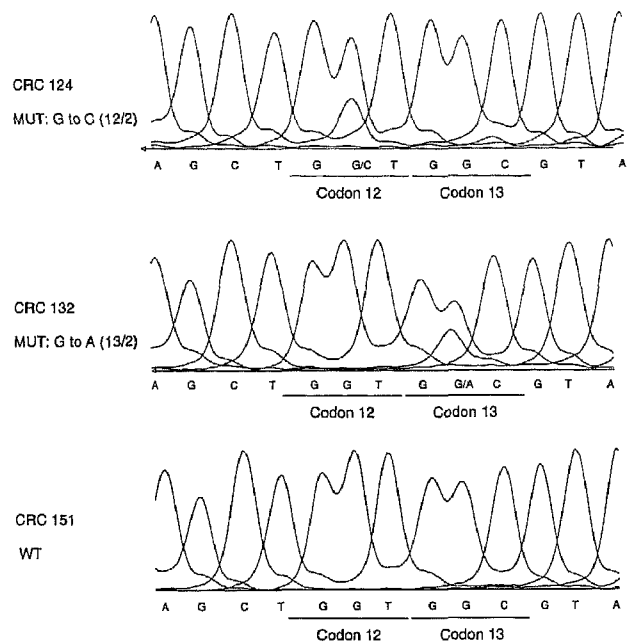 CRC 124
MUT: G to C (12/2)
A G C T G G/C T G G C G T A
Codon 12 Codon 13
CRC 132
MUT: G to A (13/2)
A G C T G G T G G/A C G T A
Codon 12 Codon 13
CRC 151
WT
A G C T G G T G G C G T A
Codon 12 Codon 13